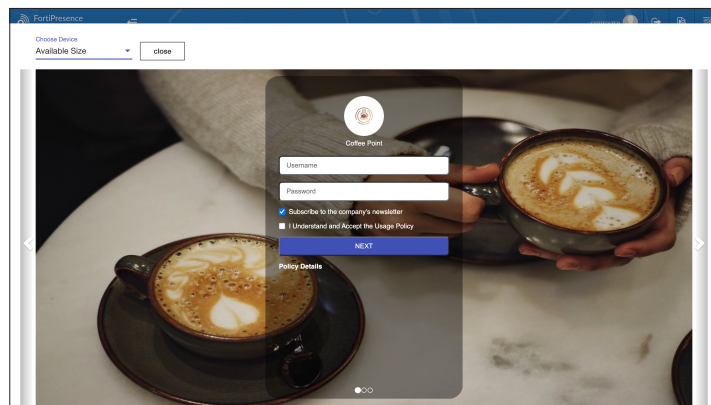 FortiPresence
Choose Device
Available Size
close
Coffee Point
Username
Password
Subscribe to the company's newsletter
I Understand and Accept the Usage Policy
NEXT
Policy Details